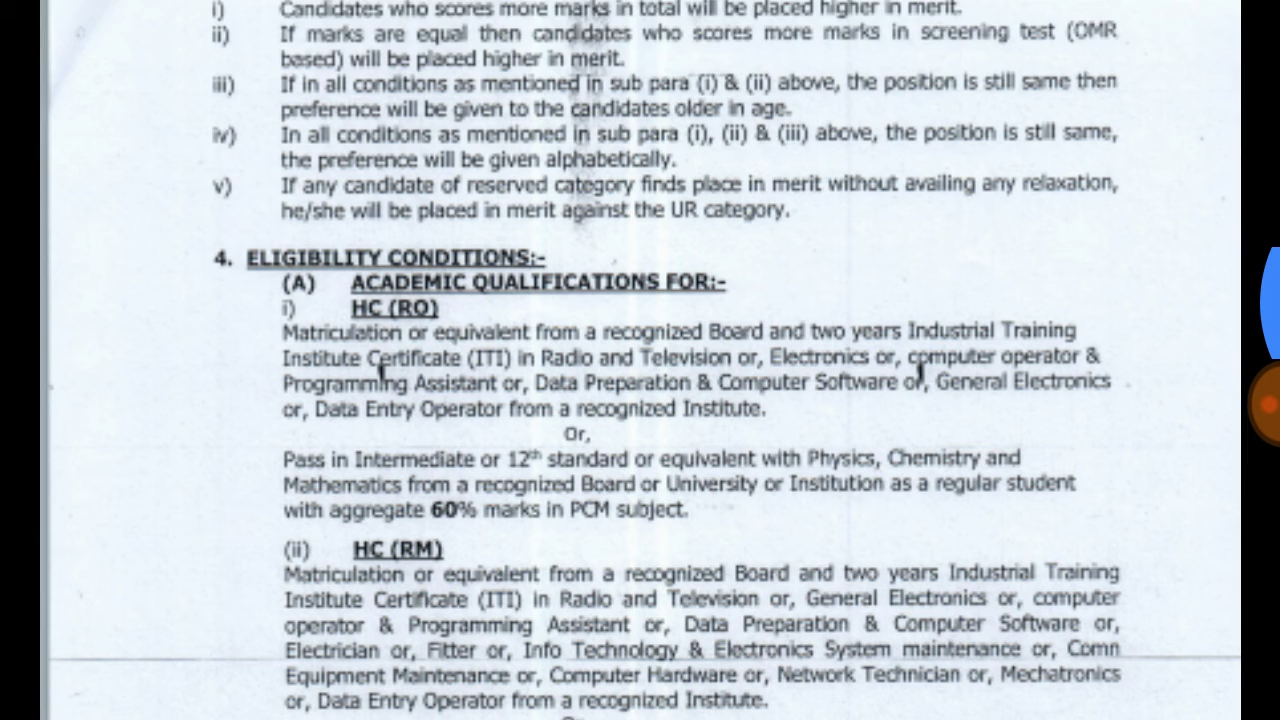 i) Candidates who scores more marks in total will be placed higher in merit.
ii) If marks are equal then candidates who scores more marks in screening test (OMR
based) will be placed higher in merit.
iii) If in all conditions as mentioned in sub para (i) & (ii) above, the position is still same then
preference will be given to the candidates older in age.
iv) In all conditions as mentioned in sub para (i), (ii) & (iii) above, the position is still same,
the preference will be given alphabetically.
v) If any candidate of reserved category finds place in merit without availing any relaxation,
he/she will be placed in merit against the UR category.
4. ELIGIBILITY CONDITIONS:-
(A) ACADEMIC QUALIFICATIONS FOR:-
i) HC (RO)
Matriculation or equivalent from a recognized Board and two years Industrial Training
Institute Certificate (ITI) in Radio and Television or, Electronics or, computer operator &
Programming Assistant or, Data Preparation & Computer Software or, General Electronics
or, Data Entry Operator from a recognized Institute.
Or,
Pass in Intermediate or 12th standard or equivalent with Physics, Chemistry and
Mathematics from a recognized Board or University or Institution as a regular student
with aggregate 60% marks in PCM subject.
(ii) HC (RM)
Matriculation or equivalent from a recognized Board and two years Industrial Training
Institute Certificate (ITI) in Radio and Television or, General Electronics or, computer
operator & Programming Assistant or, Data Preparation & Computer Software or,
Electrician or, Fitter or, Info Technology & Electronics System maintenance or, Comn
Equipment Maintenance or, Computer Hardware or, Network Technician or, Mechatronics
or, Data Entry Operator from a recognized Institute.